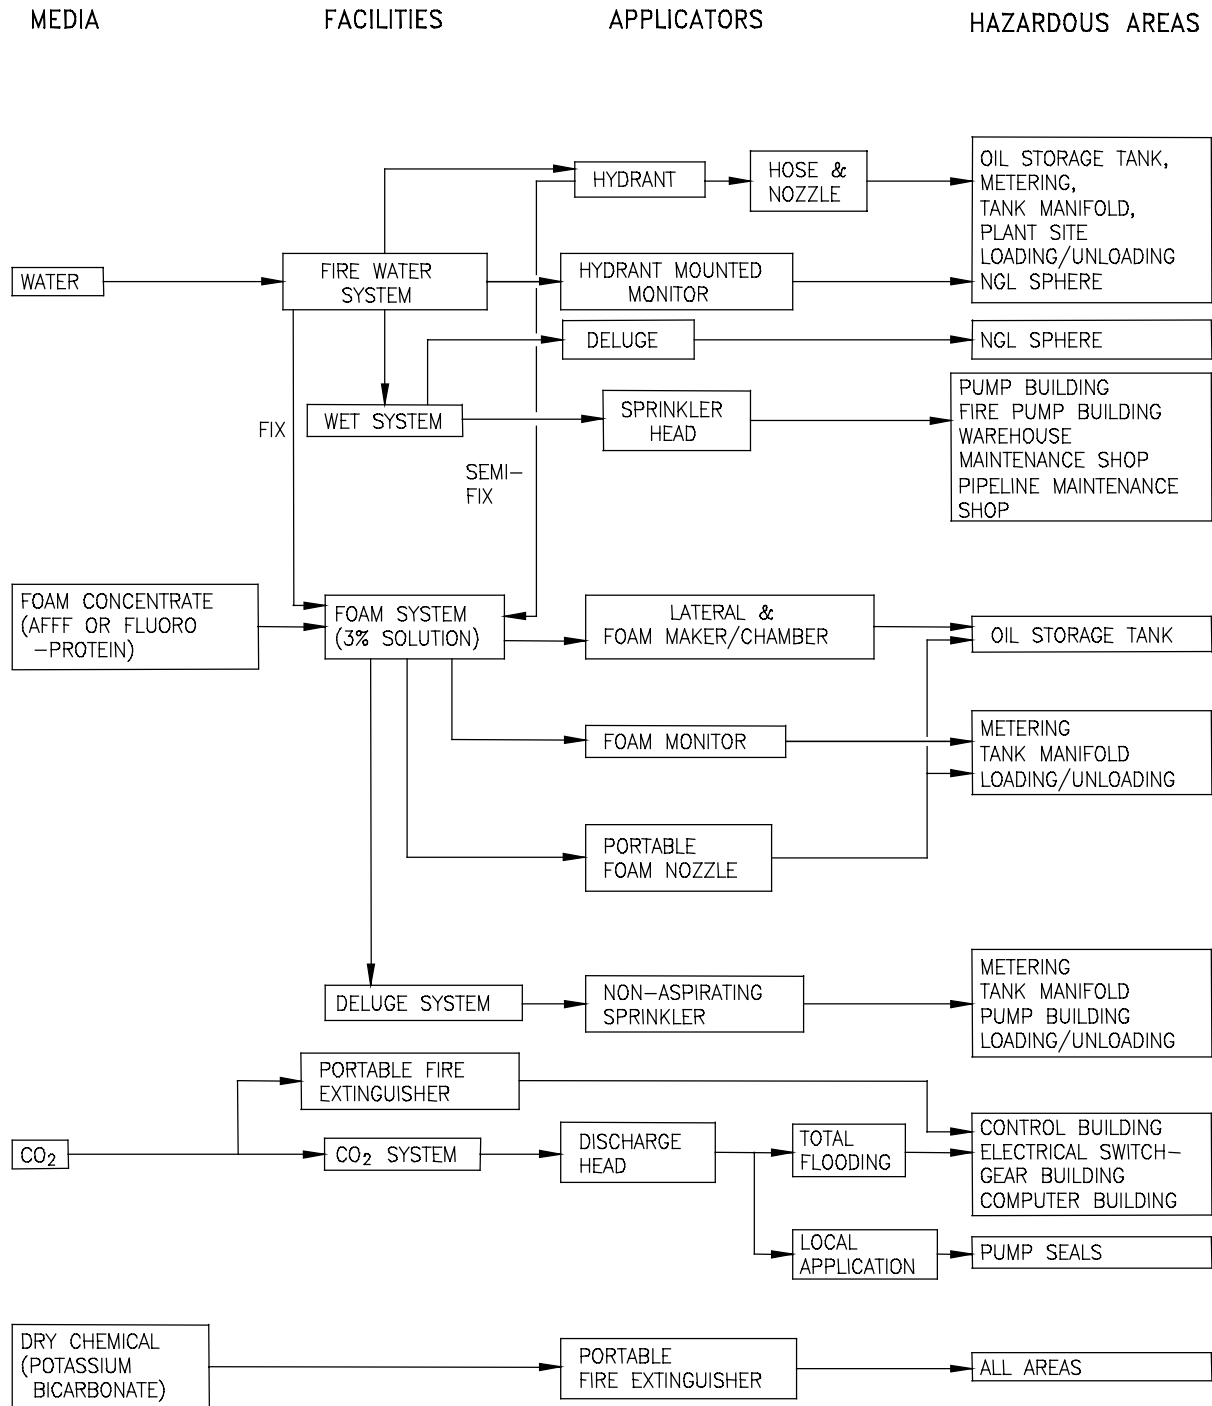 MEDIA
FACILITIES
APPLICATORS
HAZARDOUS AREAS
HYDRANT
HOSE &
NOZZLE
OIL STORAGE TANK,
METERING,
TANK MANIFOLD,
PLANT SITE
LOADING/UNLOADING
NGL SPHERE
WATER
FIRE WATER
SYSTEM
HYDRANT MOUNTED
MONITOR
DELUGE
NGL SPHERE
FIX
WET SYSTEM
SPRINKLER
HEAD
PUMP BUILDING
FIRE PUMP BUILDING
WAREHOUSE
MAINTENANCE SHOP
PIPELINE MAINTENANCE
SHOP
SEMI-
FIX
FOAM CONCENTRATE
(AFFF OR FLUORO
-PROTEIN)
FOAM SYSTEM
(3% SOLUTION)
LATERAL &
FOAM MAKER/CHAMBER
OIL STORAGE TANK
FOAM MONITOR
METERING
TANK MANIFOLD
LOADING/UNLOADING
PORTABLE
FOAM NOZZLE
DELUGE SYSTEM
NON-ASPIRATING
SPRINKLER
METERING
TANK MANIFOLD
PUMP BUILDING
LOADING/UNLOADING
PORTABLE FIRE
EXTINGUISHER
CO₂
CO₂ SYSTEM
DISCHARGE
HEAD
TOTAL
FLOODING
CONTROL BUILDING
ELECTRICAL SWITCH-
GEAR BUILDING
COMPUTER BUILDING
LOCAL
APPLICATION
PUMP SEALS
DRY CHEMICAL
(POTASSIUM
BICARBONATE)
PORTABLE
FIRE EXTINGUISHER
ALL AREAS